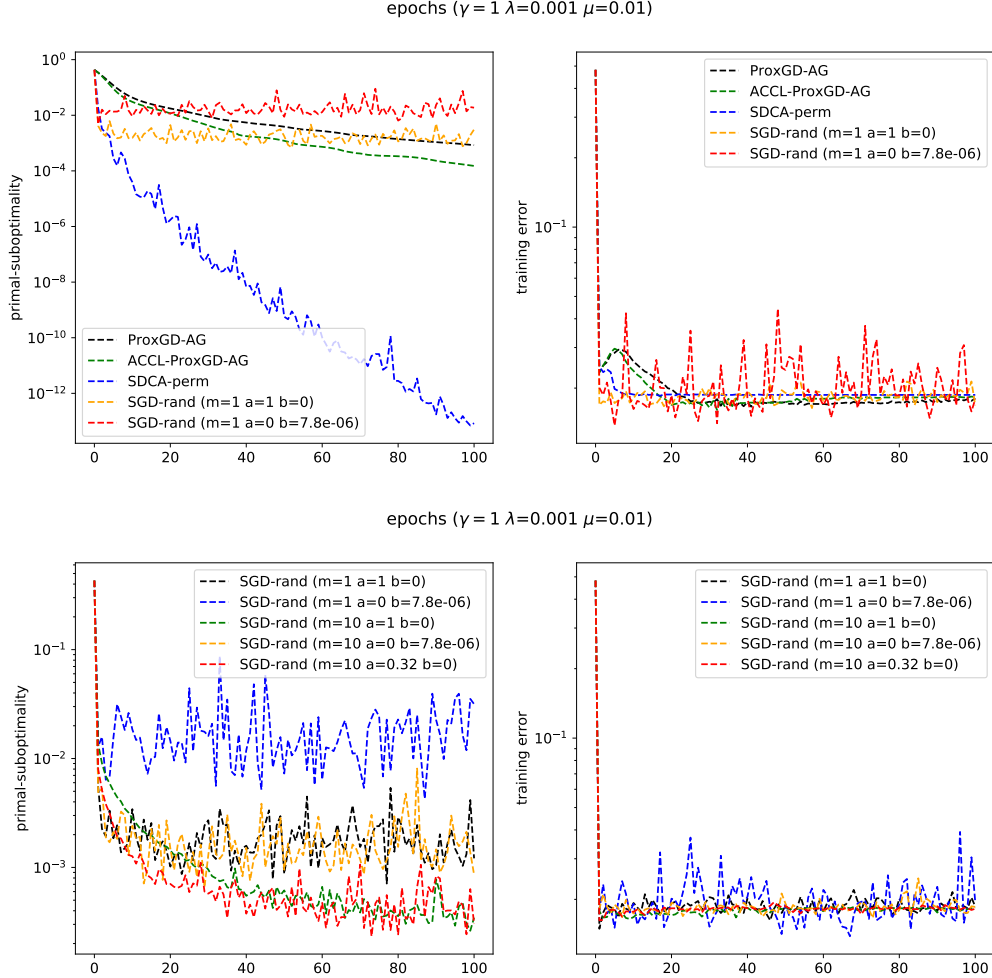 epochs (γ = 1 λ=0.001 μ=0.01)
primal-suboptimality
10⁰
10⁻²
10⁻⁴
10⁻⁶
10⁻⁸
10⁻¹⁰
10⁻¹²
ProxGD-AG
ACCL-ProxGD-AG
SDCA-perm
SGD-rand (m=1 a=1 b=0)
SGD-rand (m=1 a=0 b=7.8e-06)
0 20 40 60 80 100
training error
10⁻¹
ProxGD-AG
ACCL-ProxGD-AG
SDCA-perm
SGD-rand (m=1 a=1 b=0)
SGD-rand (m=1 a=0 b=7.8e-06)
0 20 40 60 80 100
epochs (γ = 1 λ=0.001 μ=0.01)
primal-suboptimality
10⁻¹
10⁻²
10⁻³
SGD-rand (m=1 a=1 b=0)
SGD-rand (m=1 a=0 b=7.8e-06)
SGD-rand (m=10 a=1 b=0)
SGD-rand (m=10 a=0 b=7.8e-06)
SGD-rand (m=10 a=0.32 b=0)
0 20 40 60 80 100
training error
10⁻¹
SGD-rand (m=1 a=1 b=0)
SGD-rand (m=1 a=0 b=7.8e-06)
SGD-rand (m=10 a=1 b=0)
SGD-rand (m=10 a=0 b=7.8e-06)
SGD-rand (m=10 a=0.32 b=0)
0 20 40 60 80 100